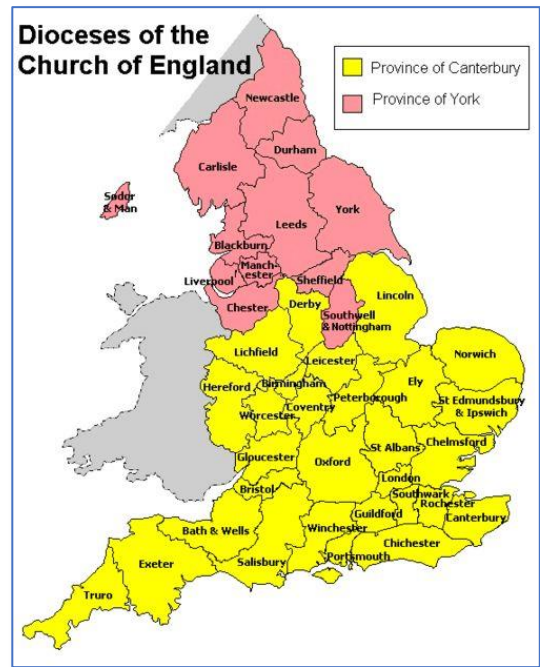 Dioceses of the
Church of England
Province of Canterbury
Province of York
Newcastle
Durham
Carlisle
Sodor
& Man
York
Leeds
Blackburn
Manch-
ester
Liverpool
Sheffield
Chester
Derby
Lincoln
Southwell
& Nottingham
Lichfield
Leicester
Norwich
Hereford
Birmingham
Ely
Peterborough
Coventry
Worcester
St Edmundsbury
& Ipswich
St Albans
Chelmsford
Gloucester
Oxford
London
Bristol
Southwark
Rochester
Guildford
Canterbury
Bath & Wells
Winchester
Chichester
Salisbury
Portsmouth
Exeter
Truro